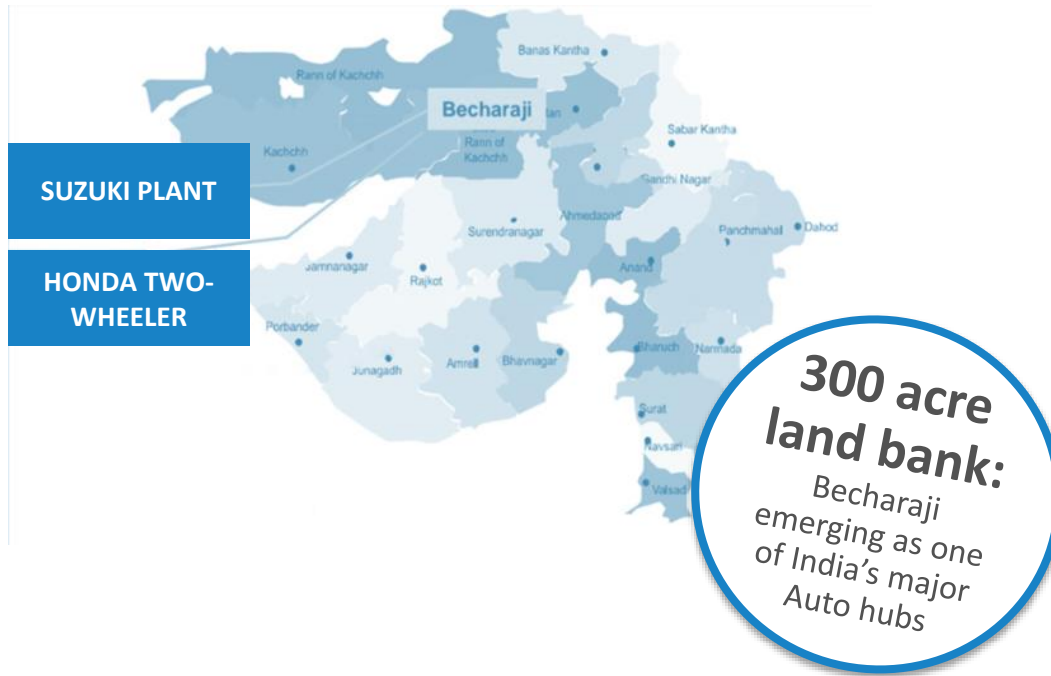 Banas Kantha
Rann of Kachchh
Becharaji
tan
Rann of
Kachchh
Sabar Kantha
Kachchh
Gandhi Nagar
SUZUKI PLANT
Ahmedabad
Surendranagar
Panchmahal
Dahod
Jamnanagar
Rajkot
Anand
HONDA TWO-
WHEELER
Porbander
Junagadh
Amreli
Bhavnagar
Bharuch
Narmada
Surat
Navsari
Valsad
300 acre
land bank:
Becharaji
emerging as one
of India's major
Auto hubs